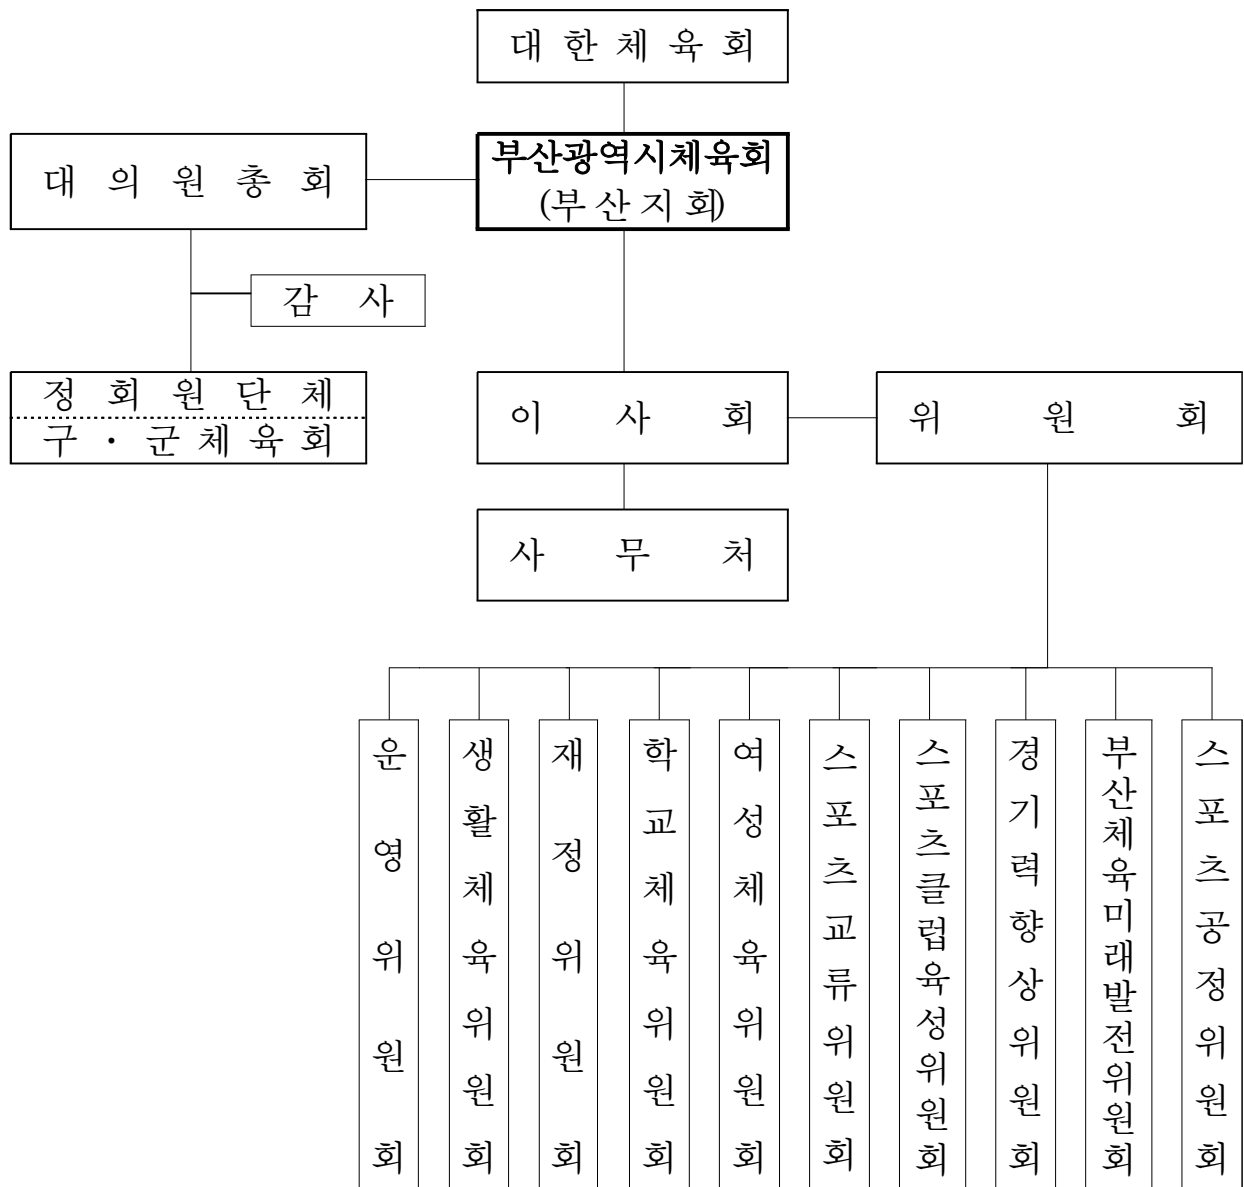 대 한 체 육 회
부산광역시체육회
(부 산 지 회)
대 의 원 총 회
감 사
정 회 원 단 체
구 · 군 체 육 회
이 사 회
위 원 회
사 무 처
운영위원회
생활체육위원회
재정위원회
학교체육위원회
여성체육위원회
스포츠교류위원회
스포츠클럽육성위원회
경기력향상위원회
부산체육미래발전위원회
스포츠공정위원회